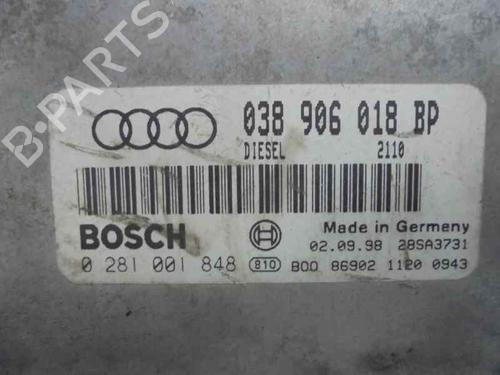 B-PARTS
038 906 018 BP
DIESEL 2110
BOSCH
Made in Germany
02.09.98 28SA3731
0 281 001 848 810 B00 86902 1120 0943